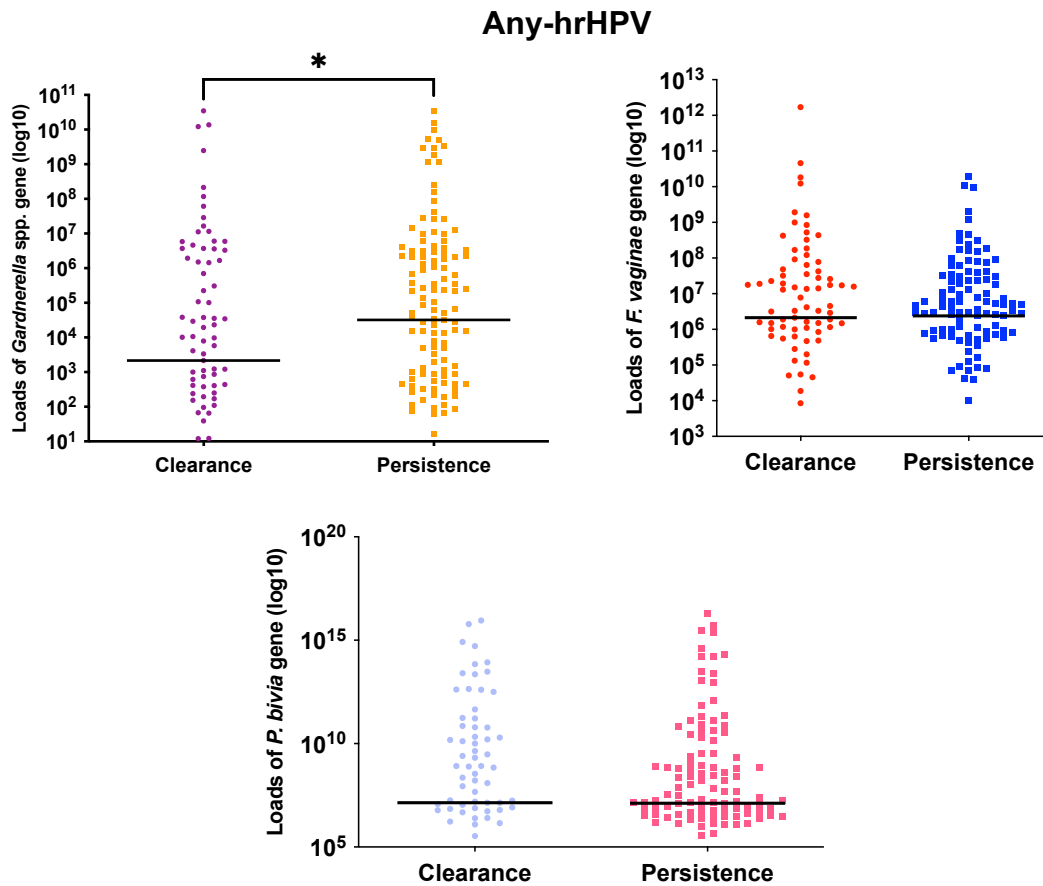 Any-hrHPV
*
Loads of Gardnerella spp. gene (log10)
10^11
10^10
10^9
10^8
10^7
10^6
10^5
10^4
10^3
10^2
10^1
Clearance
Persistence
Loads of F. vaginae gene (log10)
10^13
10^12
10^11
10^10
10^9
10^8
10^7
10^6
10^5
10^4
10^3
Clearance
Persistence
Loads of P. bivia gene (log10)
10^20
10^15
10^10
10^5
Clearance
Persistence